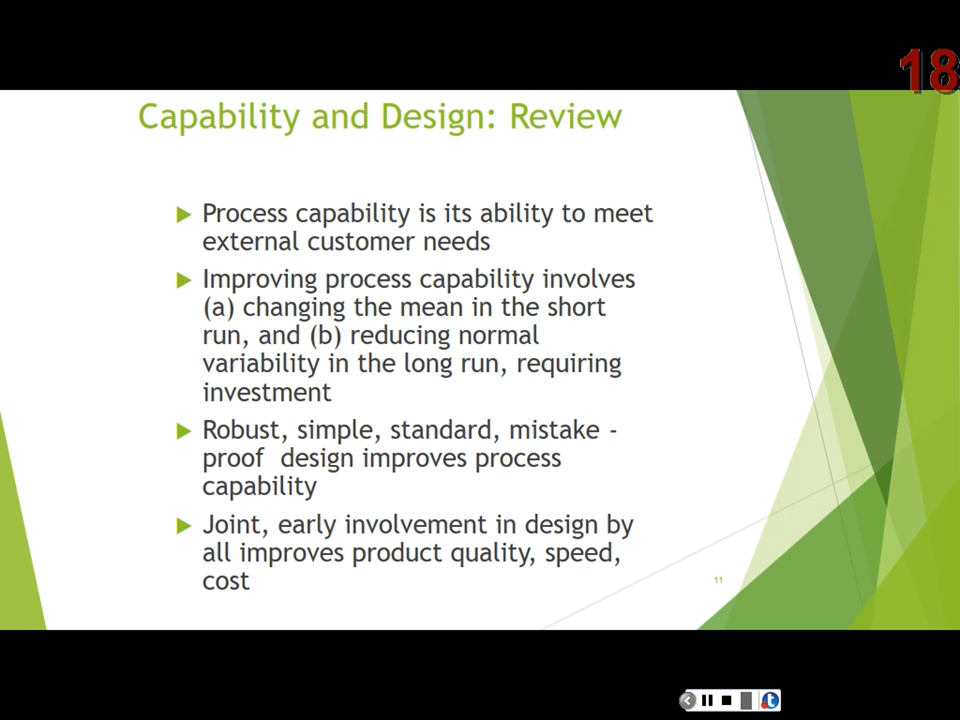 18
Capability and Design: Review
Process capability is its ability to meet
external customer needs
Improving process capability involves
(a) changing the mean in the short
run, and (b) reducing normal
variability in the long run, requiring
investment
Robust, simple, standard, mistake -
proof  design improves process
capability
Joint, early involvement in design by
all improves product quality, speed,
cost
11